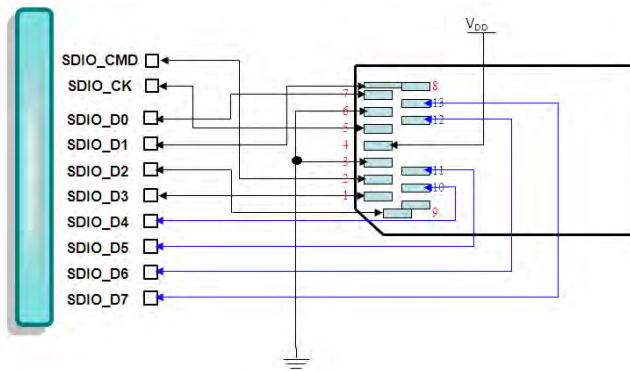 V_DD
SDIO_CMD
SDIO_CK
SDIO_D0
SDIO_D1
SDIO_D2
SDIO_D3
SDIO_D4
SDIO_D5
SDIO_D6
SDIO_D7
8
7
13
6
12
5
4
3
11
2
10
1
9